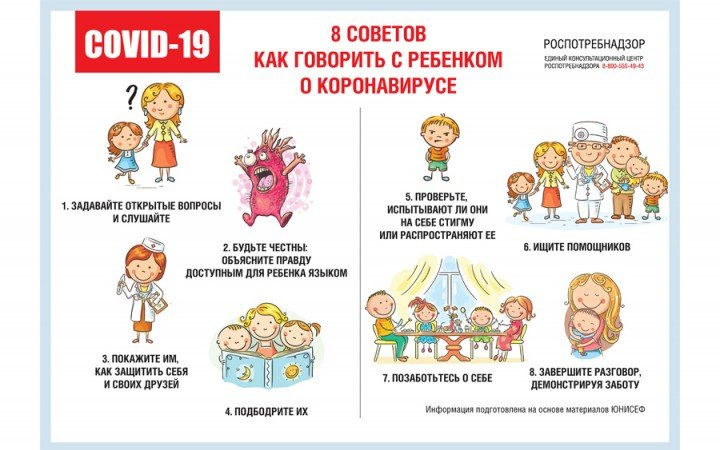 COVID-19
8 СОВЕТОВ
КАК ГОВОРИТЬ С РЕБЕНКОМ
О КОРОНАВИРУСЕ
РОСПОТРЕБНАДЗОР
ЕДИНЫЙ КОНСУЛЬТАЦИОННЫЙ ЦЕНТР
РОСПОТРЕБНАДЗОРА 8-800-555-49-43
?
1. ЗАДАВАЙТЕ ОТКРЫТЫЕ ВОПРОСЫ
И СЛУШАЙТЕ
2. БУДЬТЕ ЧЕСТНЫ:
ОБЪЯСНИТЕ ПРАВДУ
ДОСТУПНЫМ ДЛЯ РЕБЕНКА ЯЗЫКОМ
3. ПОКАЖИТЕ ИМ,
КАК ЗАЩИТИТЬ СЕБЯ
И СВОИХ ДРУЗЕЙ
4. ПОДБОДРИТЕ ИХ
5. ПРОВЕРЬТЕ,
ИСПЫТЫВАЮТ ЛИ ОНИ
НА СЕБЕ СТИГМУ
ИЛИ РАСПРОСТРАНЯЮТ ЕЕ
6. ИЩИТЕ ПОМОЩНИКОВ
7. ПОЗАБОТЬТЕСЬ О СЕБЕ
8. ЗАВЕРШИТЕ РАЗГОВОР,
ДЕМОНСТРИРУЯ ЗАБОТУ
Информация подготовлена на основе материалов ЮНИСЕФ